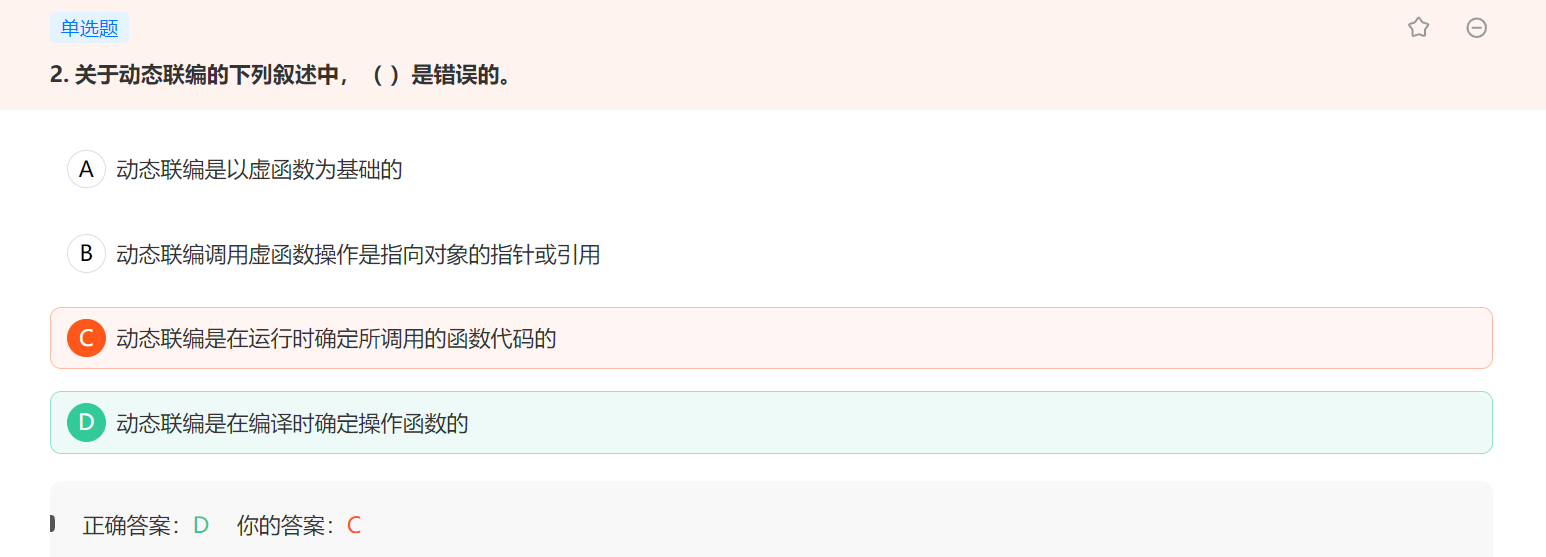 单选题
2. 关于动态联编的下列叙述中，（ ）是错误的。
A 动态联编是以虚函数为基础的
B 动态联编调用虚函数操作是指向对象的指针或引用
C 动态联编是在运行时确定所调用的函数代码的
D 动态联编是在编译时确定操作函数的
正确答案：D 你的答案：C